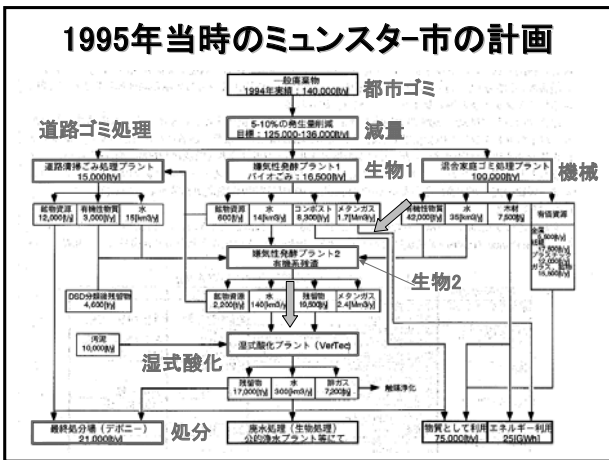 1995年当時のミュンスター市の計画
一般廃棄物
1994年実績：140,000[t/y]
都市ゴミ
5-10%の発生量削減
目標：125,000-136,000[t/y]
減量
道路ゴミ処理
生物1
機械
道路清掃ごみ処理プラント
15,000[t/y]
嫌気性発酵プラント1
バイオごみ：16,500[t/y]
混合家庭ゴミ処理プラント
100,000[t/y]
鉱物資源
12,000[t/y]
有機性物質
3,000[t/y]
水
15[km3/y]
鉱物資源
600[t/y]
水
14[km3/y]
コンポスト
メタンガス
1.7[Mm3/y]
有機性物質
42,000[t/y]
水
35[km3/y]
木材
7,500[t/y]
有価資源
金属
プラスチック
嫌気性発酵プラント2
有機系残渣
生物2
DSD分類後残留物
4,600[t/y]
鉱物資源
2,200[t/y]
水
140[km3/y]
残留物
19,500[t/y]
メタンガス
2.4[Mm3/y]
汚泥
10,000[t/y]
湿式酸化プラント（VerTec）
湿式酸化
残留物
17,000[t/y]
水
300[km3/y]
排ガス
7,200[t/y]
触媒浄化
最終処分場（デポニー）
21,000[t/y]
処分
廃水処理（生物処理）
公的浄水プラント等にて
物質として利用
75,000[t/y]
エネルギー利用
25[GWh]